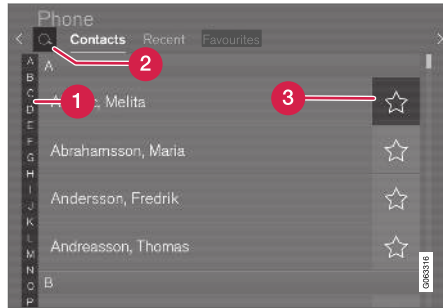 Phone
Contacts Recent Favourites
2
A
A
B
C
D
E
F
G
H
I
J
K
L
M
N
O
P
1
Melita
3
Abrahamsson, Maria
Andersson, Fredrik
Andreasson, Thomas
B
G063316